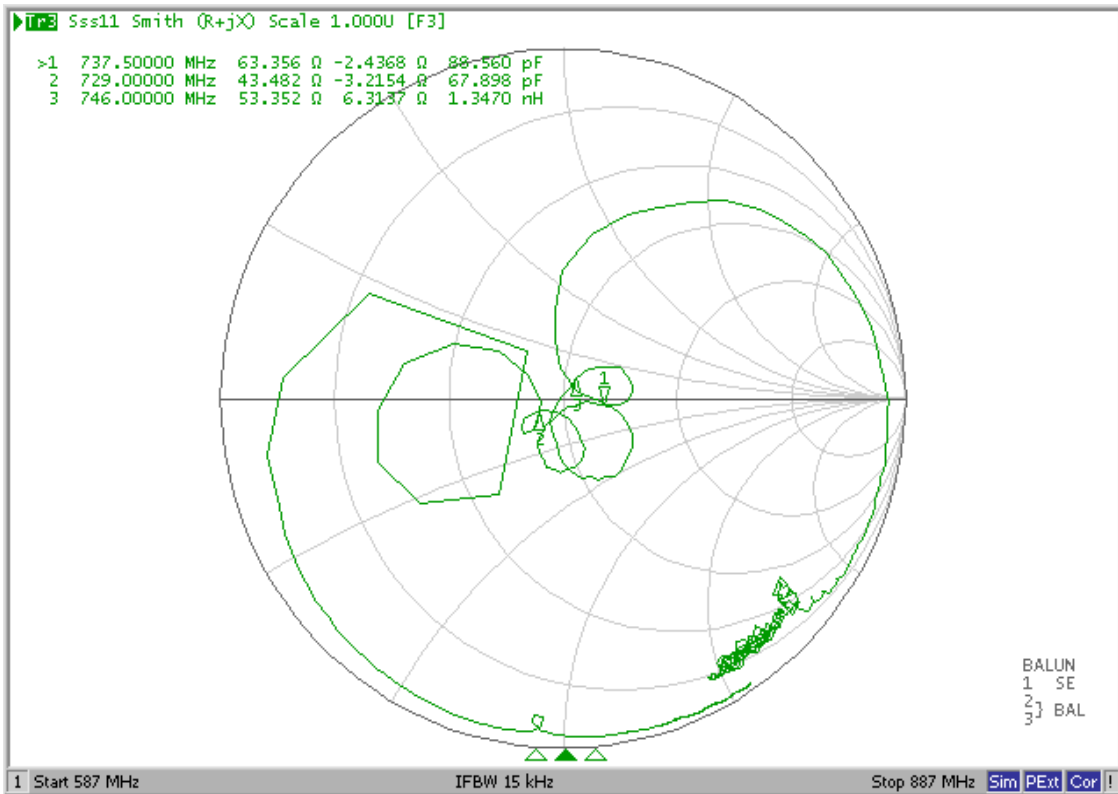 Tr3 Sss11 Smith (R+jX) Scale 1.000U [F3]
>1 737.50000 MHz 63.356 Ω -2.4368 Ω 88.560 pF
2 729.00000 MHz 43.482 Ω -3.2154 Ω 67.898 pF
3 746.00000 MHz 53.352 Ω 6.3137 Ω 1.3470 nH
1
2
3
BALUN
1 SE
2
3} BAL
1 Start 587 MHz IFBW 15 kHz Stop 887 MHz Sim PExt Cor !